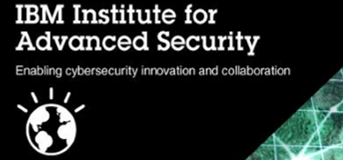 IBM Institute for
Advanced Security
Enabling cybersecurity innovation and collaboration